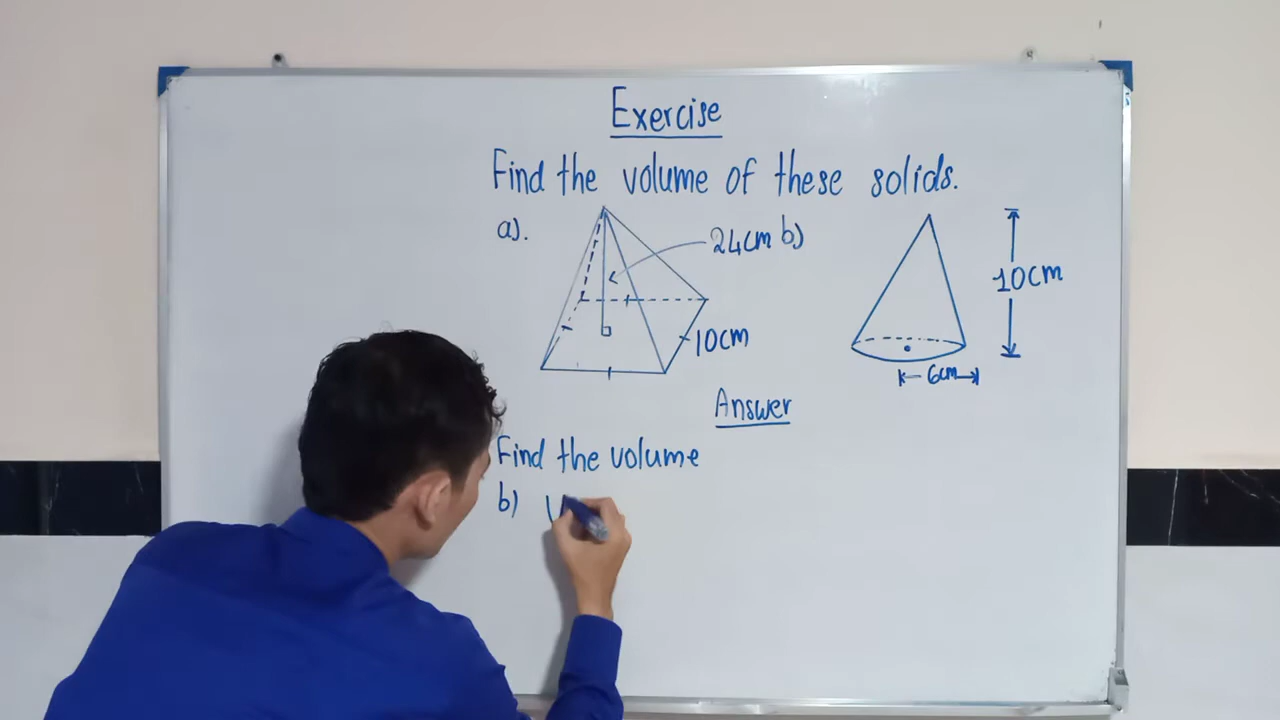 Exercise
Find the volume of these solids.
a).
24cm
10cm
b)
10cm
6cm
Answer
Find the volume
b) V